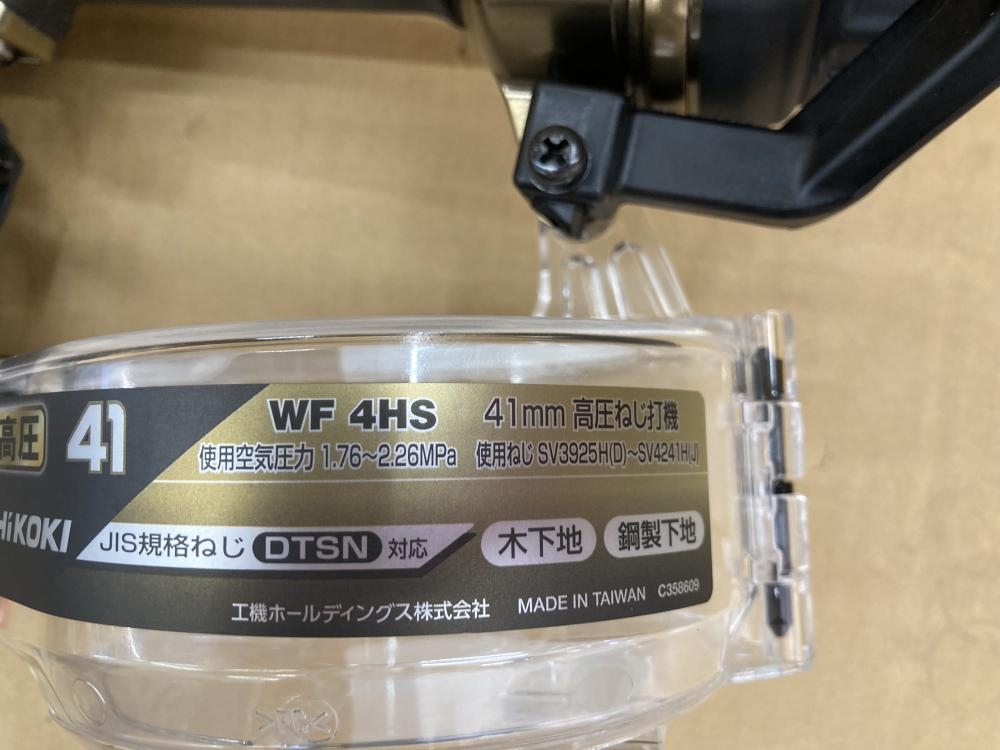 高圧 41
WF 4HS 41mm 高圧ねじ打機
使用空気圧力 1.76～2.26MPa 使用ねじ SV3925H(D)～SV4241H(J)
HiKOKI JIS規格ねじ DTSN 対応 木下地 鋼製下地
工機ホールディングス株式会社 MADE IN TAIWAN C358609
>PC<